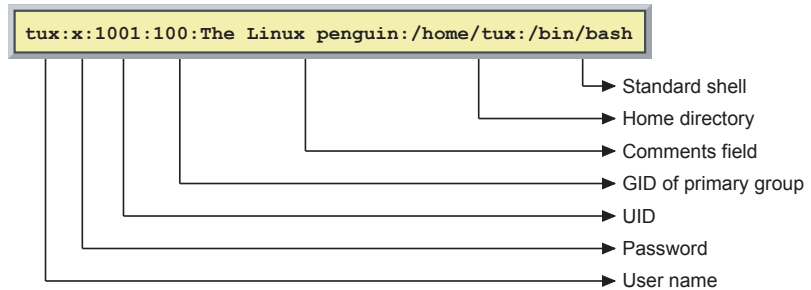 tux:x:1001:100:The Linux penguin:/home/tux:/bin/bash
Standard shell
Home directory
Comments field
GID of primary group
UID
Password
User name